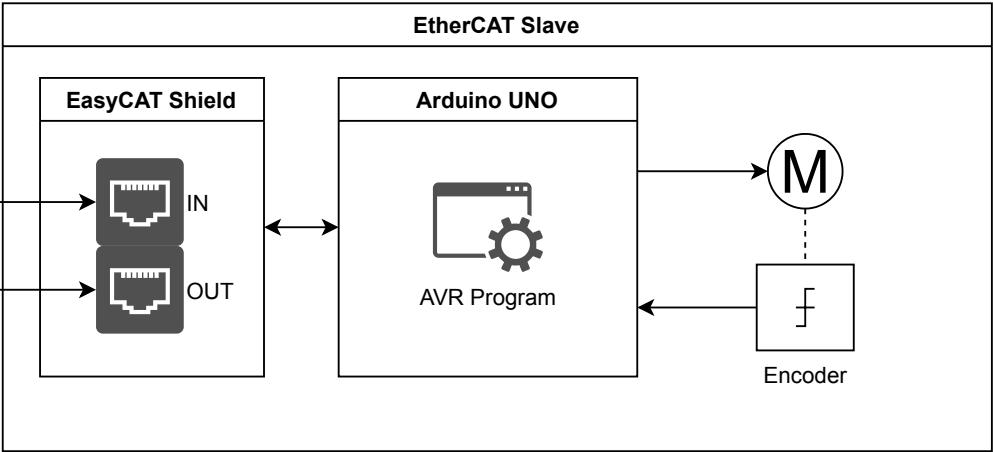 EtherCAT Slave
EasyCAT Shield
Arduino UNO
IN
OUT
AVR Program
M
Encoder